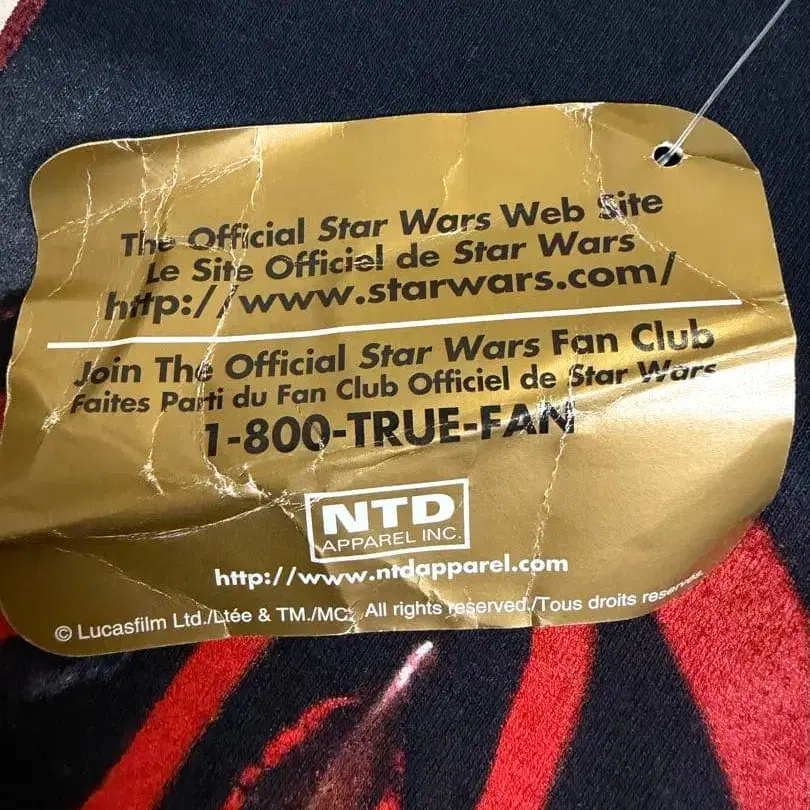 The Official Star Wars Web Site
Le Site Officiel de Star Wars
http://www.starwars.com/
Join The Official Star Wars Fan Club
Faites Parti du Fan Club Officiel de Star Wars
1-800-TRUE-FAN
NTD
APPAREL INC.
http://www.ntdapparel.com
© Lucasfilm Ltd./Ltée & TM./MC. All rights reserved./Tous droits reservés.